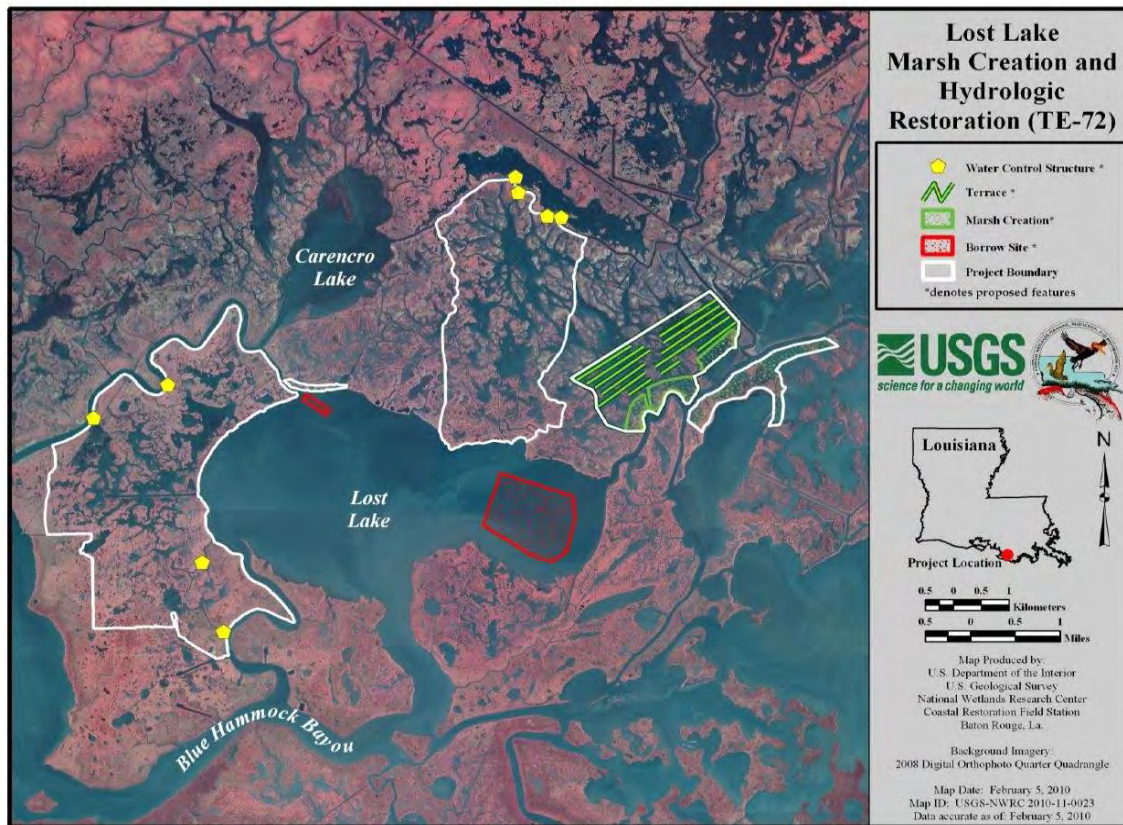 Lost Lake
Marsh Creation and
Hydrologic
Restoration (TE-72)
Water Control Structure *
Terrace *
Marsh Creation*
Borrow Site *
Project Boundary
*denotes proposed features
USGS
science for a changing world
Louisiana
N
Project Location
0.5 0 0.5 1
Kilometers
0.5 0 0.5 1
Miles
Map Produced by:
U.S. Department of the Interior
U.S. Geological Survey
National Wetlands Research Center
Coastal Restoration Field Station
Baton Rouge, La.
Background Imagery:
2008 Digital Orthophoto Quarter Quadrangle
Map Date: February 5, 2010
Map ID: USGS-NWRC 2010-11-0023
Data accurate as of: February 5, 2010
Carencro
Lake
Lost
Lake
Blue Hammock Bayou